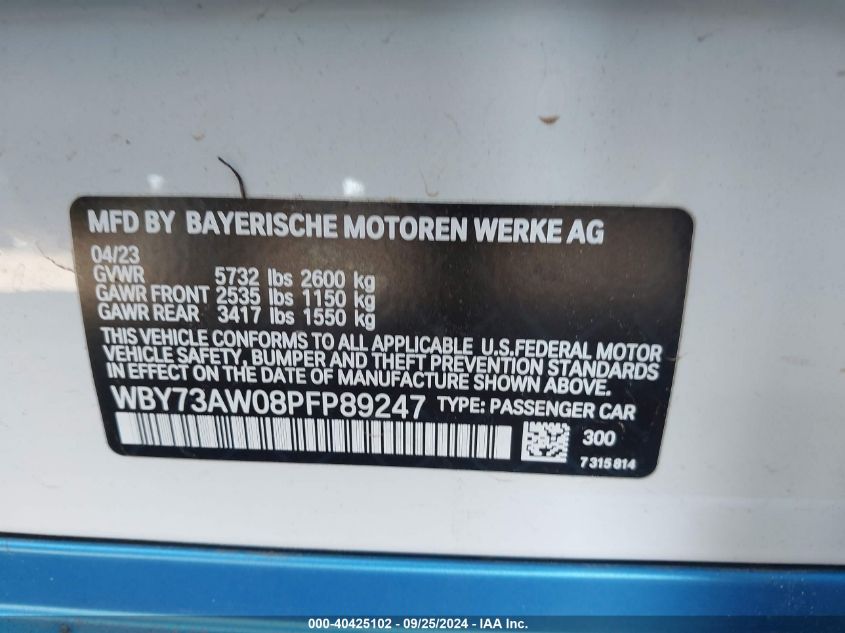 MFD BY BAYERISCHE MOTOREN WERKE AG
04/23
GVWR 5732 lbs 2600 kg
GAWR FRONT 2535 lbs 1150 kg
GAWR REAR 3417 lbs 1550 kg
THIS VEHICLE CONFORMS TO ALL APPLICABLE U.S.FEDERAL MOTOR
VEHICLE SAFETY, BUMPER AND THEFT PREVENTION STANDARDS
IN EFFECT ON THE DATE OF MANUFACTURE SHOWN ABOVE.
WBY73AW08PFP89247 TYPE: PASSENGER CAR
300
7315814
000-40425102 - 09/25/2024 - IAA Inc.